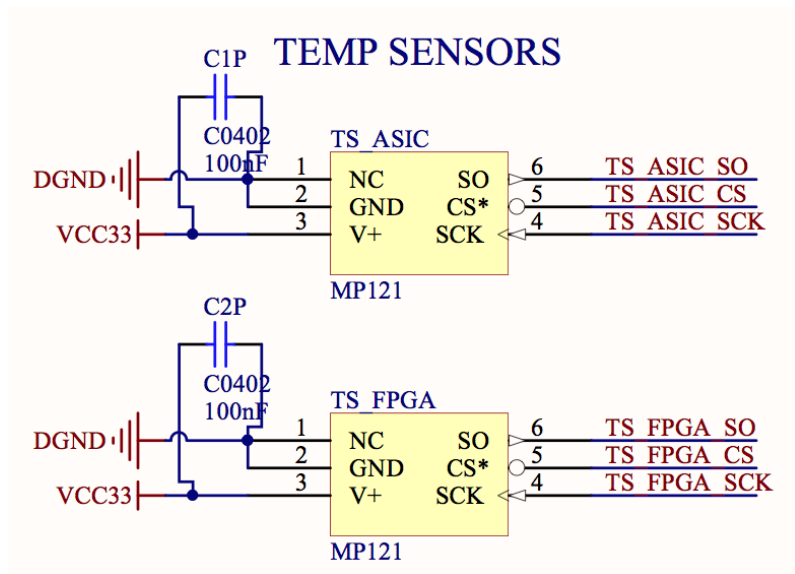 TEMP SENSORS
C1P
C0402
100nF
TS_ASIC
DGND
VCC33
1 NC SO 6 TS_ASIC_SO
2 GND CS* 5 TS_ASIC_CS
3 V+ SCK 4 TS_ASIC_SCK
MP121
C2P
C0402
100nF
TS_FPGA
DGND
VCC33
1 NC SO 6 TS_FPGA_SO
2 GND CS* 5 TS_FPGA_CS
3 V+ SCK 4 TS_FPGA_SCK
MP121